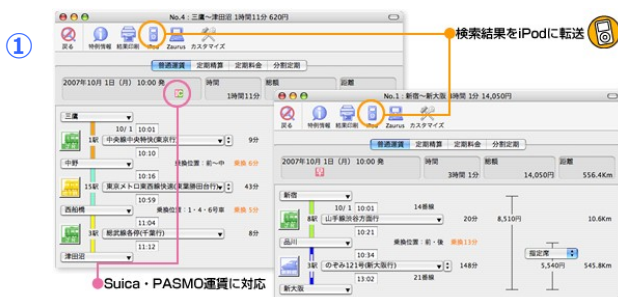 ①
No.4：三鷹～津田沼 1時間11分 620円
戻る 特例情報 結果印刷 iPod Zaurus カスタマイズ
普通運賃 定期精算 定期料金 分割定期
2007年10月 1日（月） 10:00 発 時間 総額 距離
1時間11分
三鷹
10/ 1 10:01
1駅 中央線中央特快(東京行) 9分
10:10
中野 乗換位置：前～中 乗換 6分
10:16
15駅 東京メトロ東西線快速(東葉勝田台行) 43分
10:59
西船橋 乗換位置：1・4・6号車 乗換 5分
11:04
3駅 総武線各停(千葉行) 8分
11:12
津田沼
Suica・PASMO運賃に対応
検索結果をiPodに転送
No.1：新宿～新大阪 3時間 1分 14,050円
戻る 特例情報 結果印刷 iPod Zaurus カスタマイズ
普通運賃 定期精算 定期料金 分割定期
2007年10月 1日（月） 10:00 発 時間 総額 距離
3時間 1分 14,050円 556.4Km
新宿
10/ 1 10:01 14番線
8駅 山手線渋谷方面行 20分 8,510円 10.6Km
10:21
品川 乗換位置：前・後 乗換13分
10:34 指定席
3駅 のぞみ121号(新大阪行) 148分 5,540円 545.8Km
13:02 21番線
新大阪